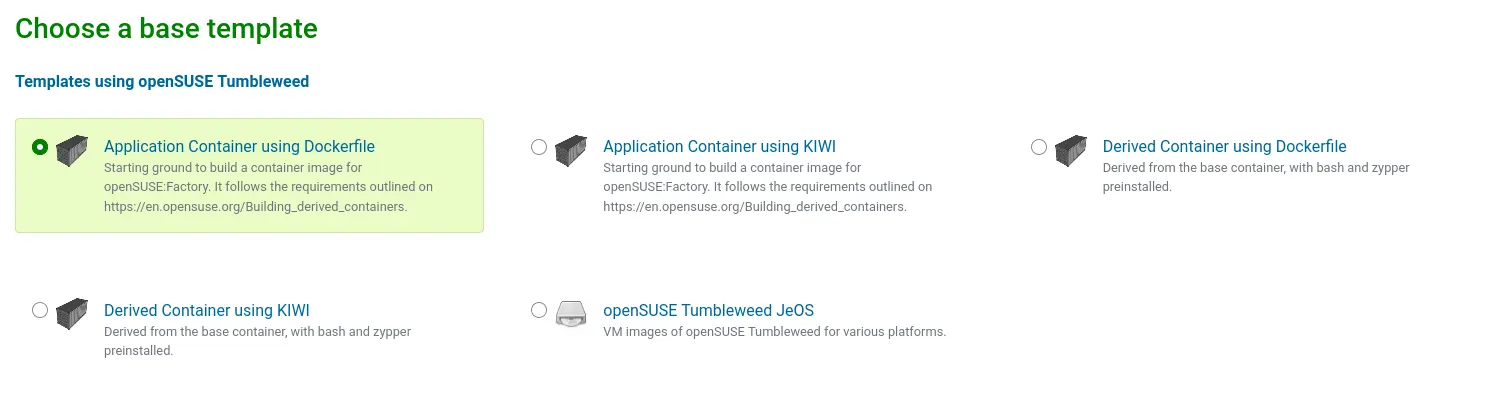 Choose a base template
Templates using openSUSE Tumbleweed
Application Container using Dockerfile
Starting ground to build a container image for
openSUSE:Factory. It follows the requirements outlined on
https://en.opensuse.org/Building_derived_containers.
Application Container using KIWI
Starting ground to build a container image for
openSUSE:Factory. It follows the requirements outlined on
https://en.opensuse.org/Building_derived_containers.
Derived Container using Dockerfile
Derived from the base container, with bash and zypper
preinstalled.
Derived Container using KIWI
Derived from the base container, with bash and zypper
preinstalled.
openSUSE Tumbleweed JeOS
VM images of openSUSE Tumbleweed for various platforms.